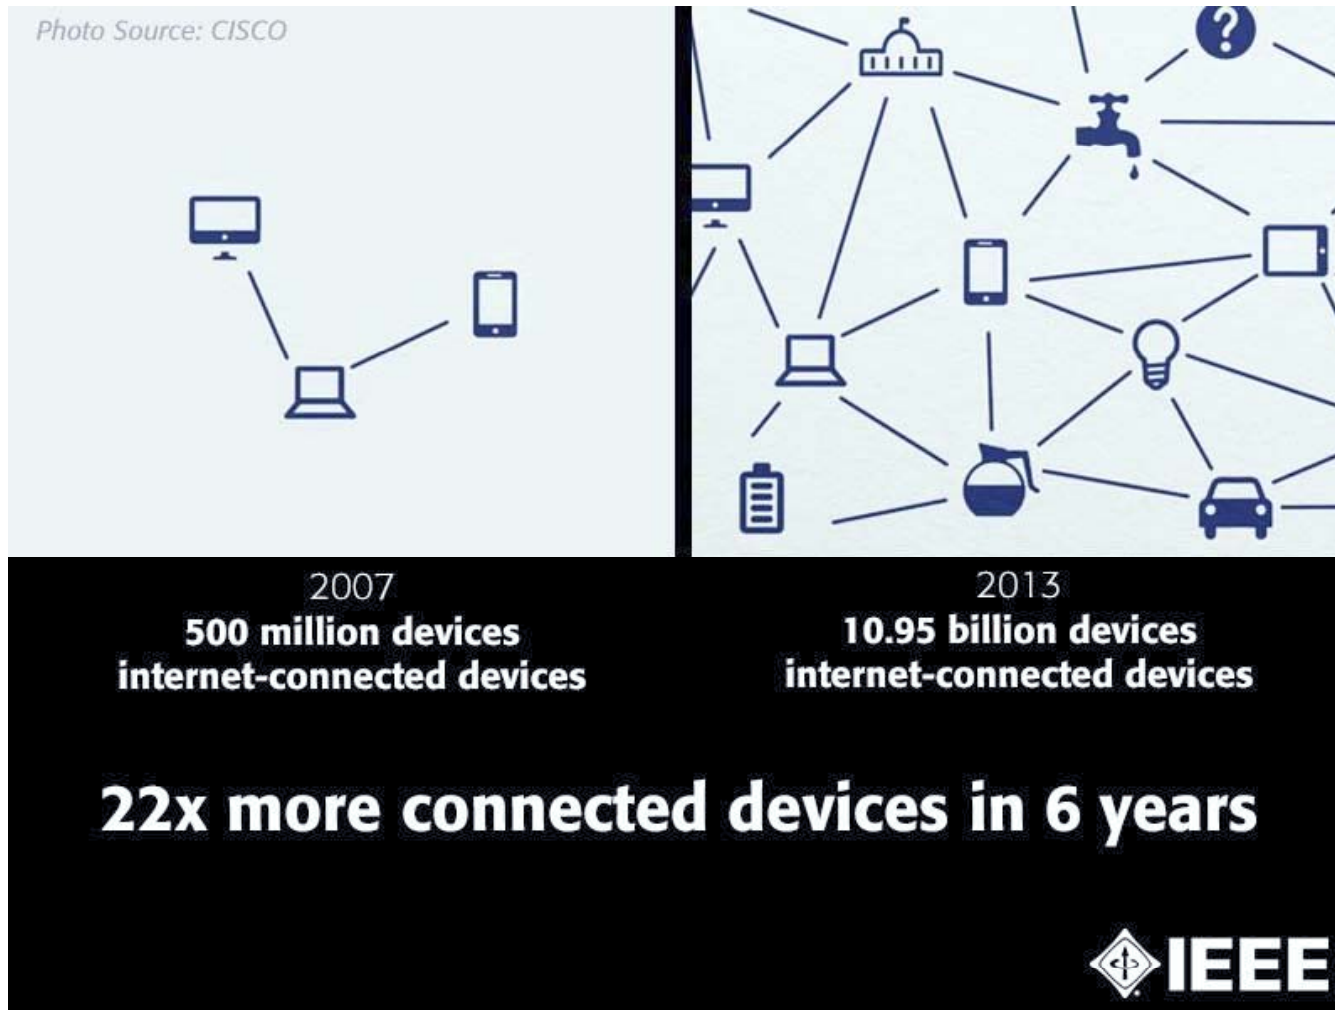 Photo Source: CISCO
?
2007
500 million devices
internet-connected devices
2013
10.95 billion devices
internet-connected devices
22x more connected devices in 6 years
IEEE